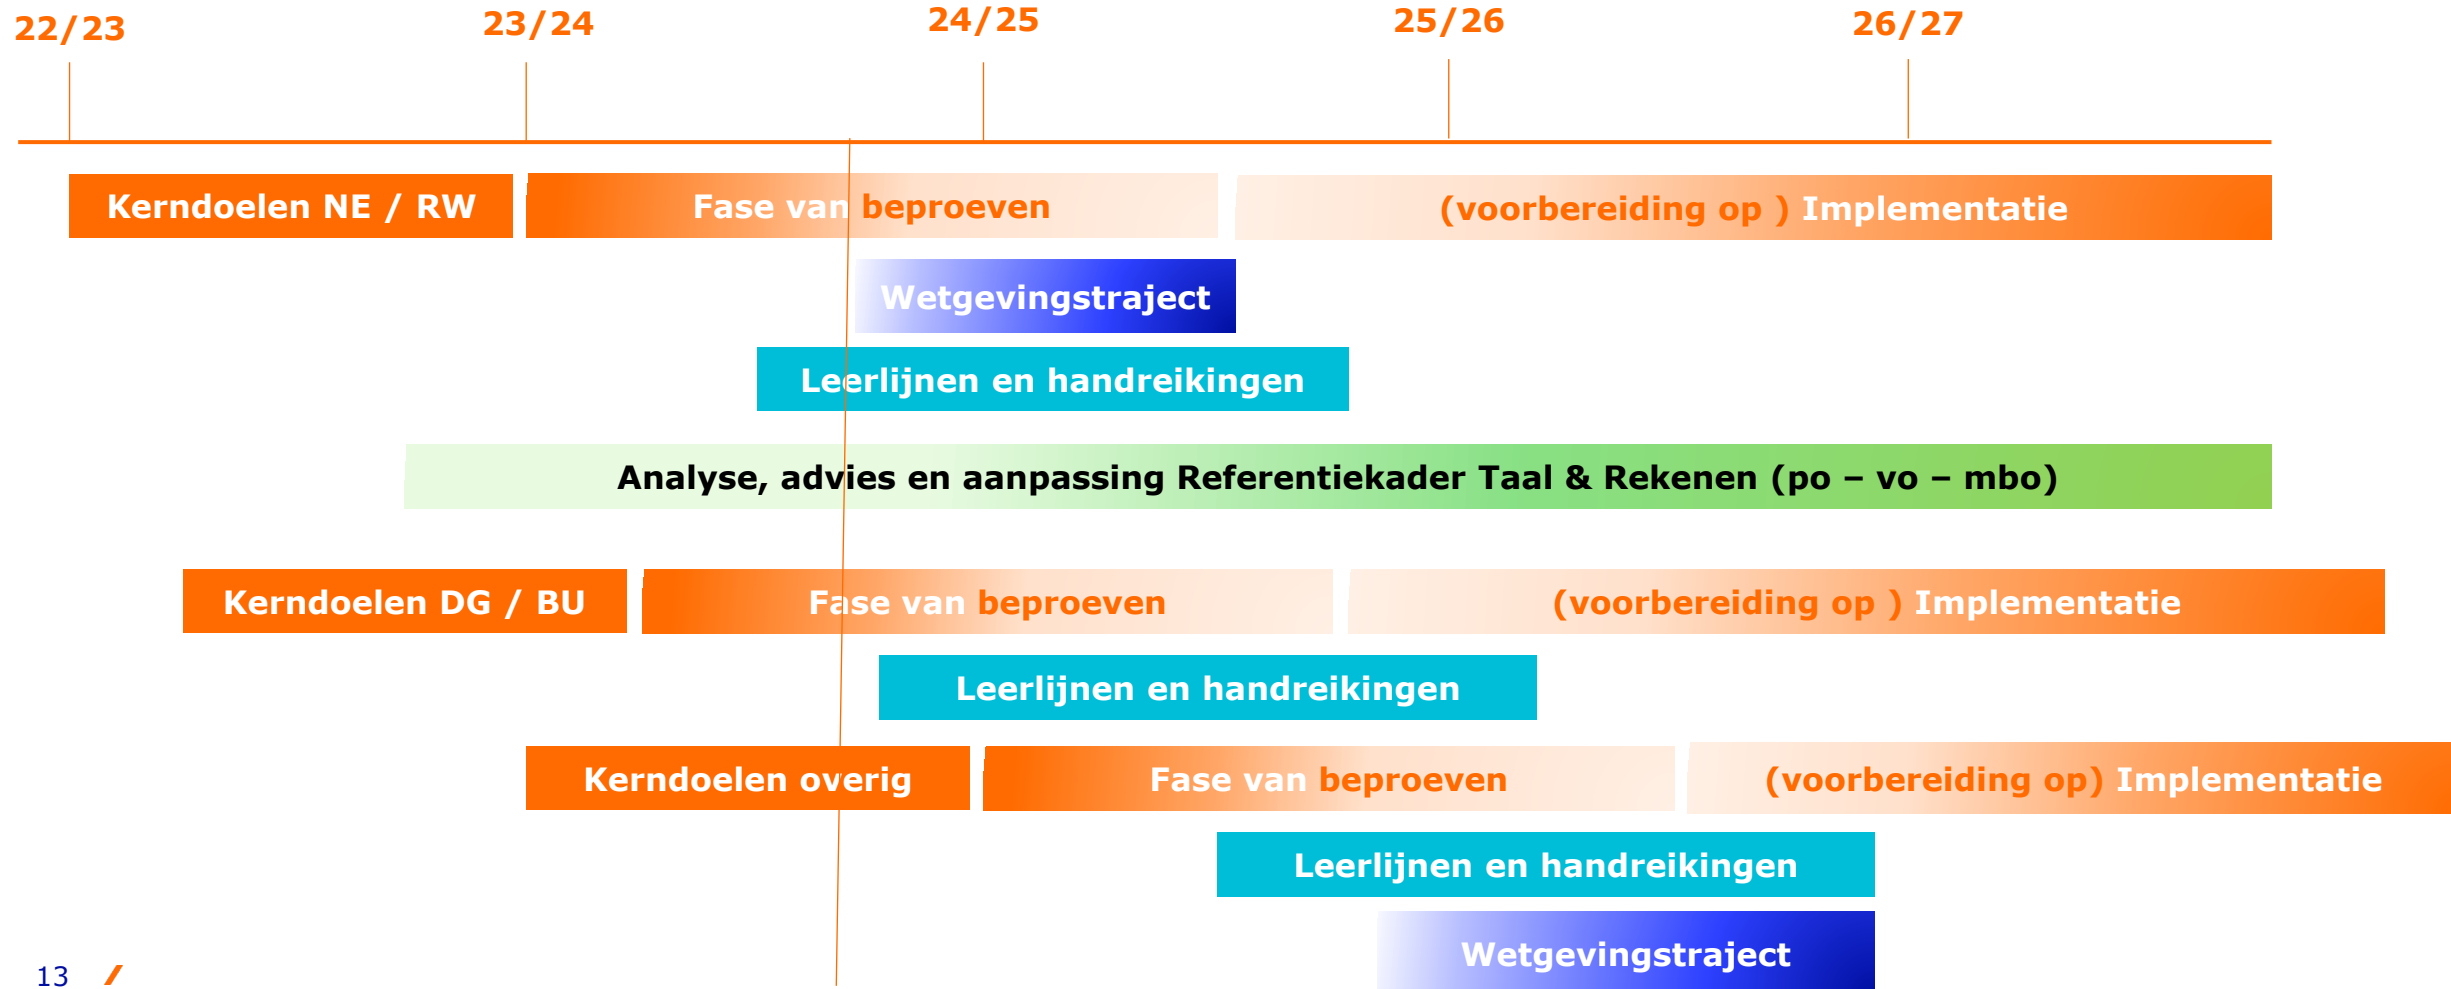 22/23 23/24 24/25 25/26 26/27
Kerndoelen NE / RW Fase van beproeven (voorbereiding op ) Implementatie
Wetgevingstraject
Leerlijnen en handreikingen
Analyse, advies en aanpassing Referentiekader Taal & Rekenen (po – vo – mbo)
Kerndoelen DG / BU Fase van beproeven (voorbereiding op ) Implementatie
Leerlijnen en handreikingen
Kerndoelen overig Fase van beproeven (voorbereiding op) Implementatie
Leerlijnen en handreikingen
Wetgevingstraject
13